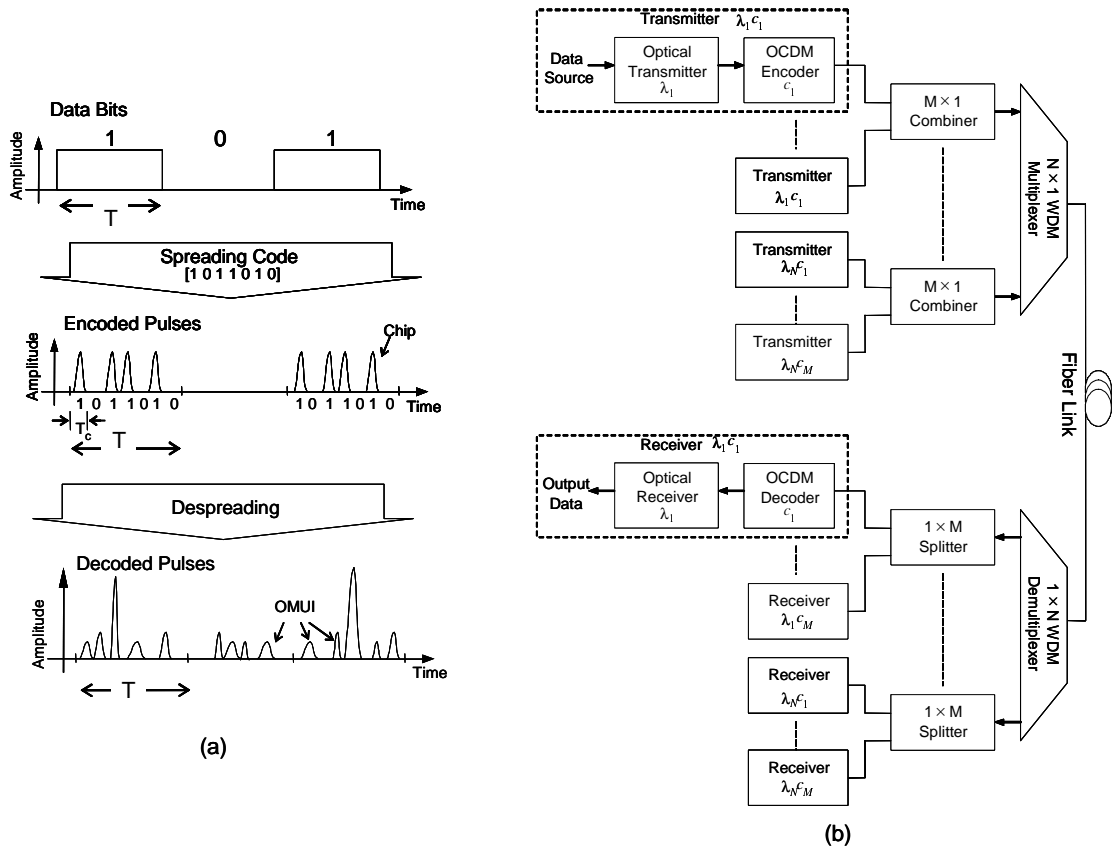 Data Bits
1 0 1
Amplitude
Time
T
Spreading Code
[1 0 1 1 0 1 0]
Encoded Pulses
Chip
Amplitude
1 0 1 1 0 1 0
1 0 1 1 0 1 0
Time
Tc
T
Despreading
Decoded Pulses
OMUI
Amplitude
Time
T
(a)
Transmitter λ1c1
Data
Source
Optical
Transmitter
λ1
OCDM
Encoder
c1
M × 1
Combiner
Transmitter
λ1c1
Transmitter
λNc1
M × 1
Combiner
Transmitter
λNcM
N × 1 WDM
Multiplexer
Fiber Link
Receiver λ1c1
Output
Data
Optical
Receiver
λ1
OCDM
Decoder
c1
1 × M
Splitter
Receiver
λ1cM
Receiver
λNc1
1 × M
Splitter
Receiver
λNcM
1 × N WDM
Demultiplexer
(b)